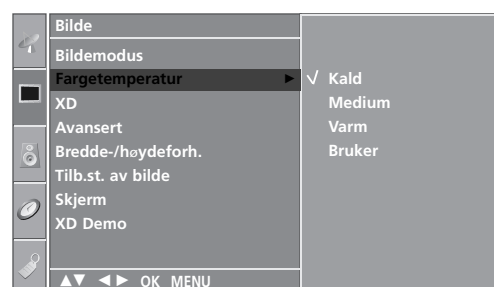 Bilde
Bildemodus
Fargetemperatur ► √ Kald
XD Medium
Avansert Varm
Bredde-/høydeforh. Bruker
Tilb.st. av bilde
Skjerm
XD Demo
▲▼ ◄► OK MENU